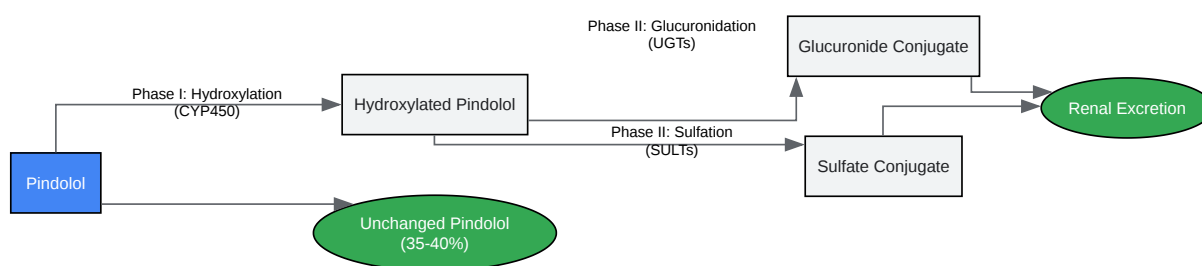 Phase II: Glucuronidation
(UGTs)
Glucuronide Conjugate
Phase I: Hydroxylation
(CYP450)
Hydroxylated Pindolol
Renal Excretion
Phase II: Sulfation
(SULTs)
Sulfate Conjugate
Pindolol
Unchanged Pindolol
(35-40%)